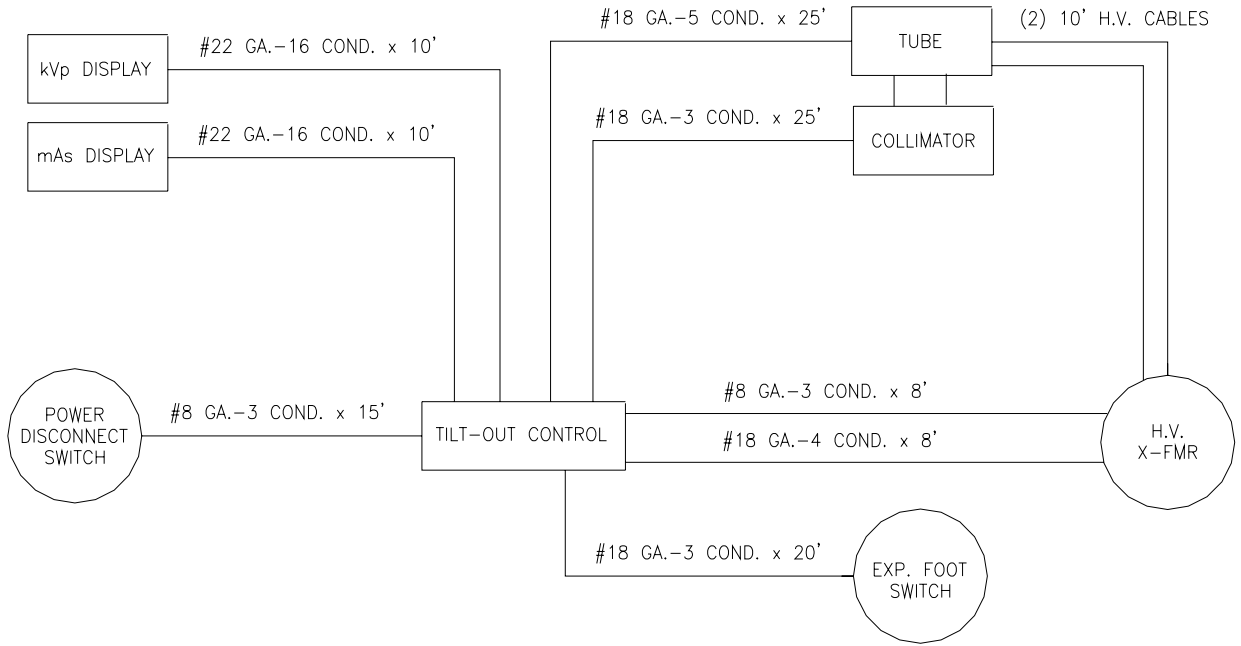 #18 GA.-5 COND. x 25'
(2) 10' H.V. CABLES
TUBE
#22 GA.-16 COND. x 10'
kVp DISPLAY
#18 GA.-3 COND. x 25'
#22 GA.-16 COND. x 10'
COLLIMATOR
mAs DISPLAY
#8 GA.-3 COND. x 8'
#8 GA.-3 COND. x 15'
POWER
DISCONNECT
SWITCH
TILT-OUT CONTROL
#18 GA.-4 COND. x 8'
H.V.
X-FMR
#18 GA.-3 COND. x 20'
EXP. FOOT
SWITCH